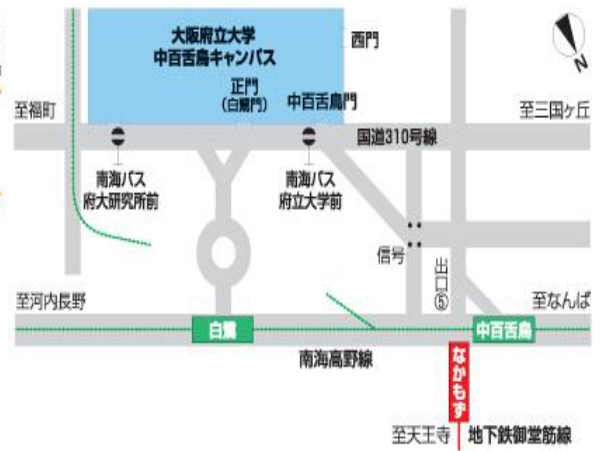 大阪府立大学
中百舌鳥キャンパス
西門
正門
(白鷺門)
中百舌鳥門
N
至福町
至三国ヶ丘
国道310号線
南海バス
府大研究所前
南海バス
府立大学前
信号
出口⑤
至河内長野
至なんば
白鷺
中百舌鳥
南海高野線
なかもず
至天王寺
地下鉄御堂筋線